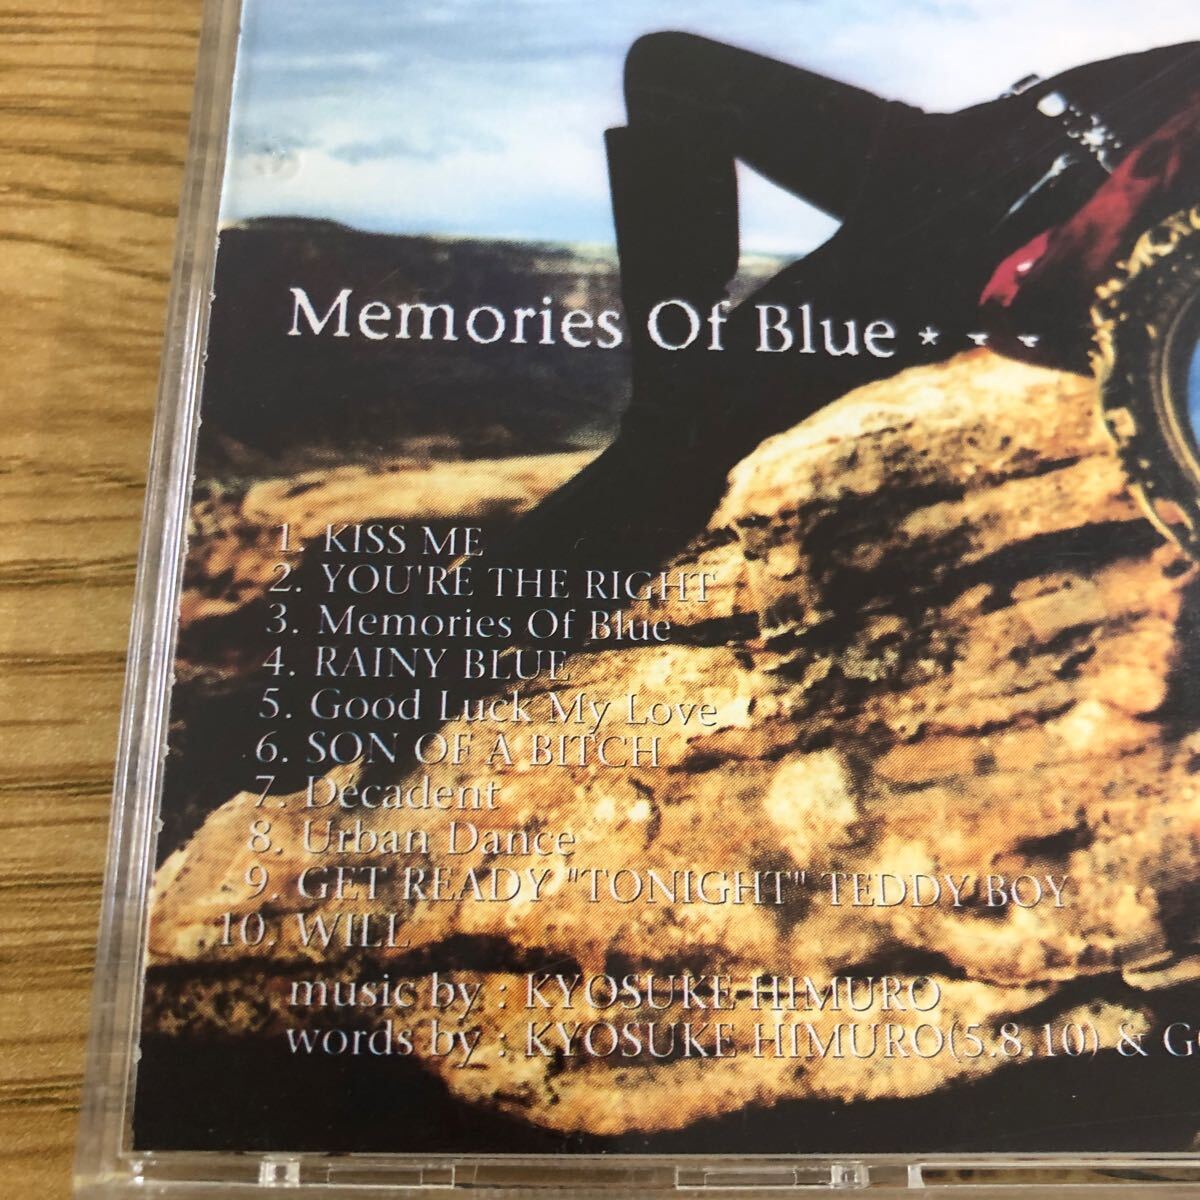 Memories Of Blue ★ ★ ★
1. KISS ME
2. YOU'RE THE RIGHT
3. Memories Of Blue
4. RAINY BLUE
5. Good Luck My Love
6. SON OF A BITCH
7. Décadent
8. Urban Dance
9. GET READY "TONIGHT" TEDDY BOY
10. WILL
music by : KYOSUKE HIMURO
words by : KYOSUKE HIMURO(5.8.10) &